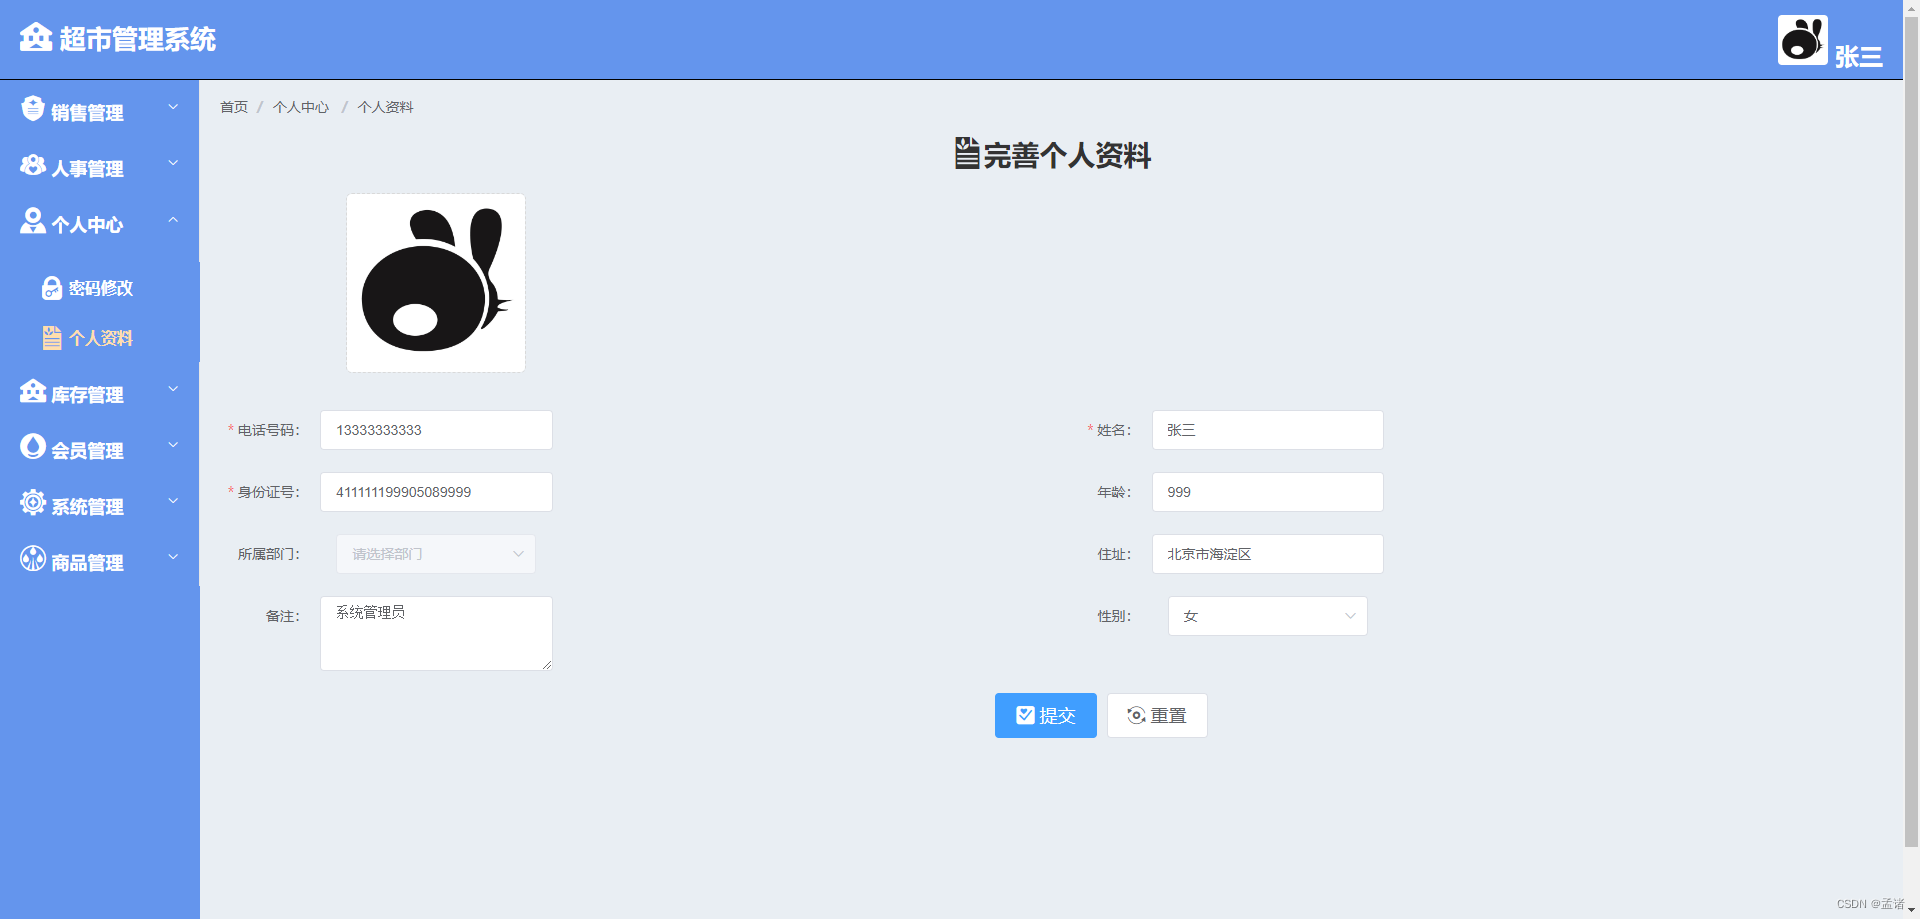 超市管理系统
张三
销售管理
人事管理
个人中心
密码修改
个人资料
库存管理
会员管理
系统管理
商品管理
首页 / 个人中心 / 个人资料
完善个人资料
* 电话号码： 13333333333
* 姓名： 张三
* 身份证号： 411111199905089999
年龄： 999
所属部门： 请选择部门
住址： 北京市海淀区
备注： 系统管理员
性别： 女
提交
重置
CSDN @孟诸